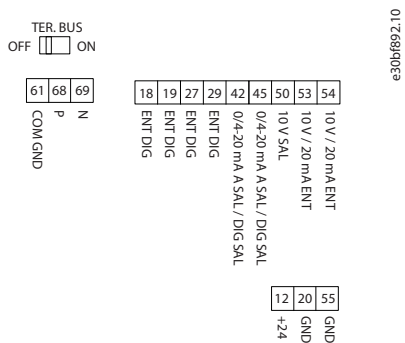 TER. BUS
OFF ON
61 68 69
COM GND
P
N
18 19 27 29 42 45 50 53 54
ENT DIG
ENT DIG
ENT DIG
ENT DIG
0/4-20 mA A SAL / DIG SAL
0/4-20 mA A SAL / DIG SAL
10 V SAL
10 V / 20 mA ENT
10 V / 20 mA ENT
12 20 55
+24
GND
GND
e30bf892.10